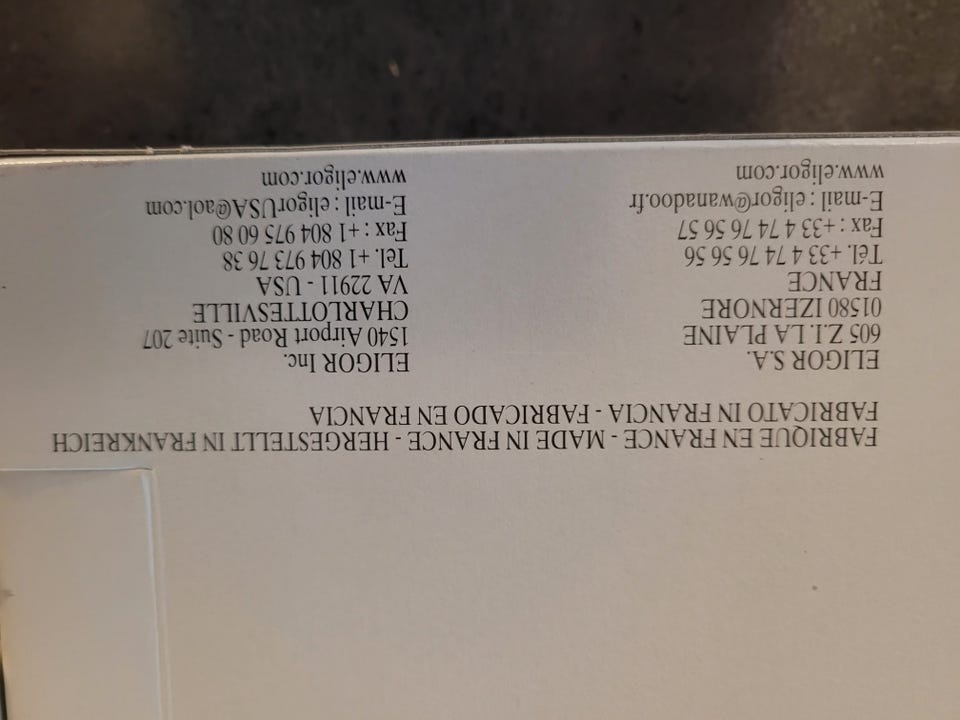 FABRIQUE EN FRANCE - MADE IN FRANCE - HERGESTELLT IN FRANKREICH
FABRICATO IN FRANCIA - FABRICADO EN FRANCIA
ELIGOR S.A.
605 Z.I. LA PLAINE
01580 IZERNORE
FRANCE
Tél. +33 4 74 76 56 56
Fax : +33 4 74 76 56 57
E-mail : eligor@wanadoo.fr
www.eligor.com
ELIGOR Inc.
1540 Airport Road - Suite 207
CHARLOTTESVILLE
VA 22911 - USA
Tel. +1 804 973 76 38
Fax : +1 804 975 60 80
E-mail : eligorUSA@aol.com
www.eligor.com